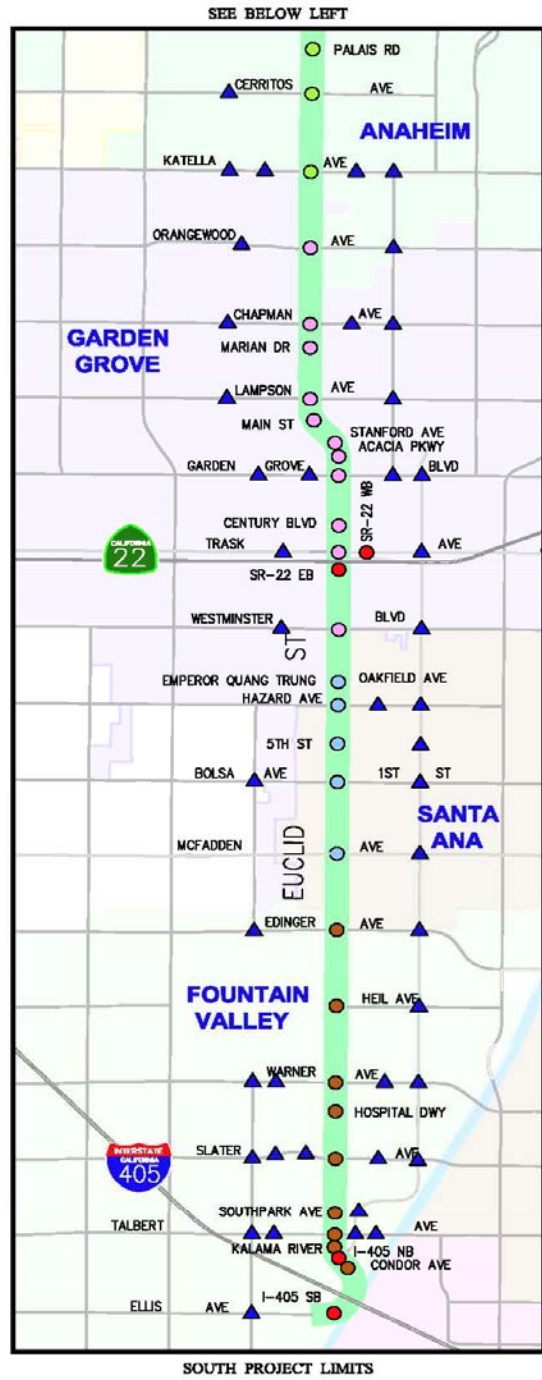 SEE BELOW LEFT
PALAIS RD
CERRITOS AVE
ANAHEIM
KATELLA AVE
ORANGEWOOD AVE
CHAPMAN AVE
GARDEN
GROVE
MARIAN DR
LAMPSON AVE
MAIN ST
STANFORD AVE
ACACIA PKWY
GARDEN GROVE BLVD
SR-22 WB
CENTURY BLVD
CALIFORNIA
22
TRASK AVE
SR-22 EB
WESTMINSTER BLVD
EUCLID ST
EMPEROR QUANG TRUNG OAKFIELD AVE
HAZARD AVE
5TH ST
BOLSA AVE 1ST ST
SANTA
ANA
MCFADDEN AVE
EDINGER AVE
FOUNTAIN
VALLEY
HEIL AVE
WARNER AVE
HOSPITAL DWY
INTERSTATE
CALIFORNIA
405
SLATER AVE
SOUTHPARK AVE
TALBERT AVE
KALAMA RIVER I-405 NB
CONDOR AVE
I-405 SB
ELLIS AVE
SOUTH PROJECT LIMITS